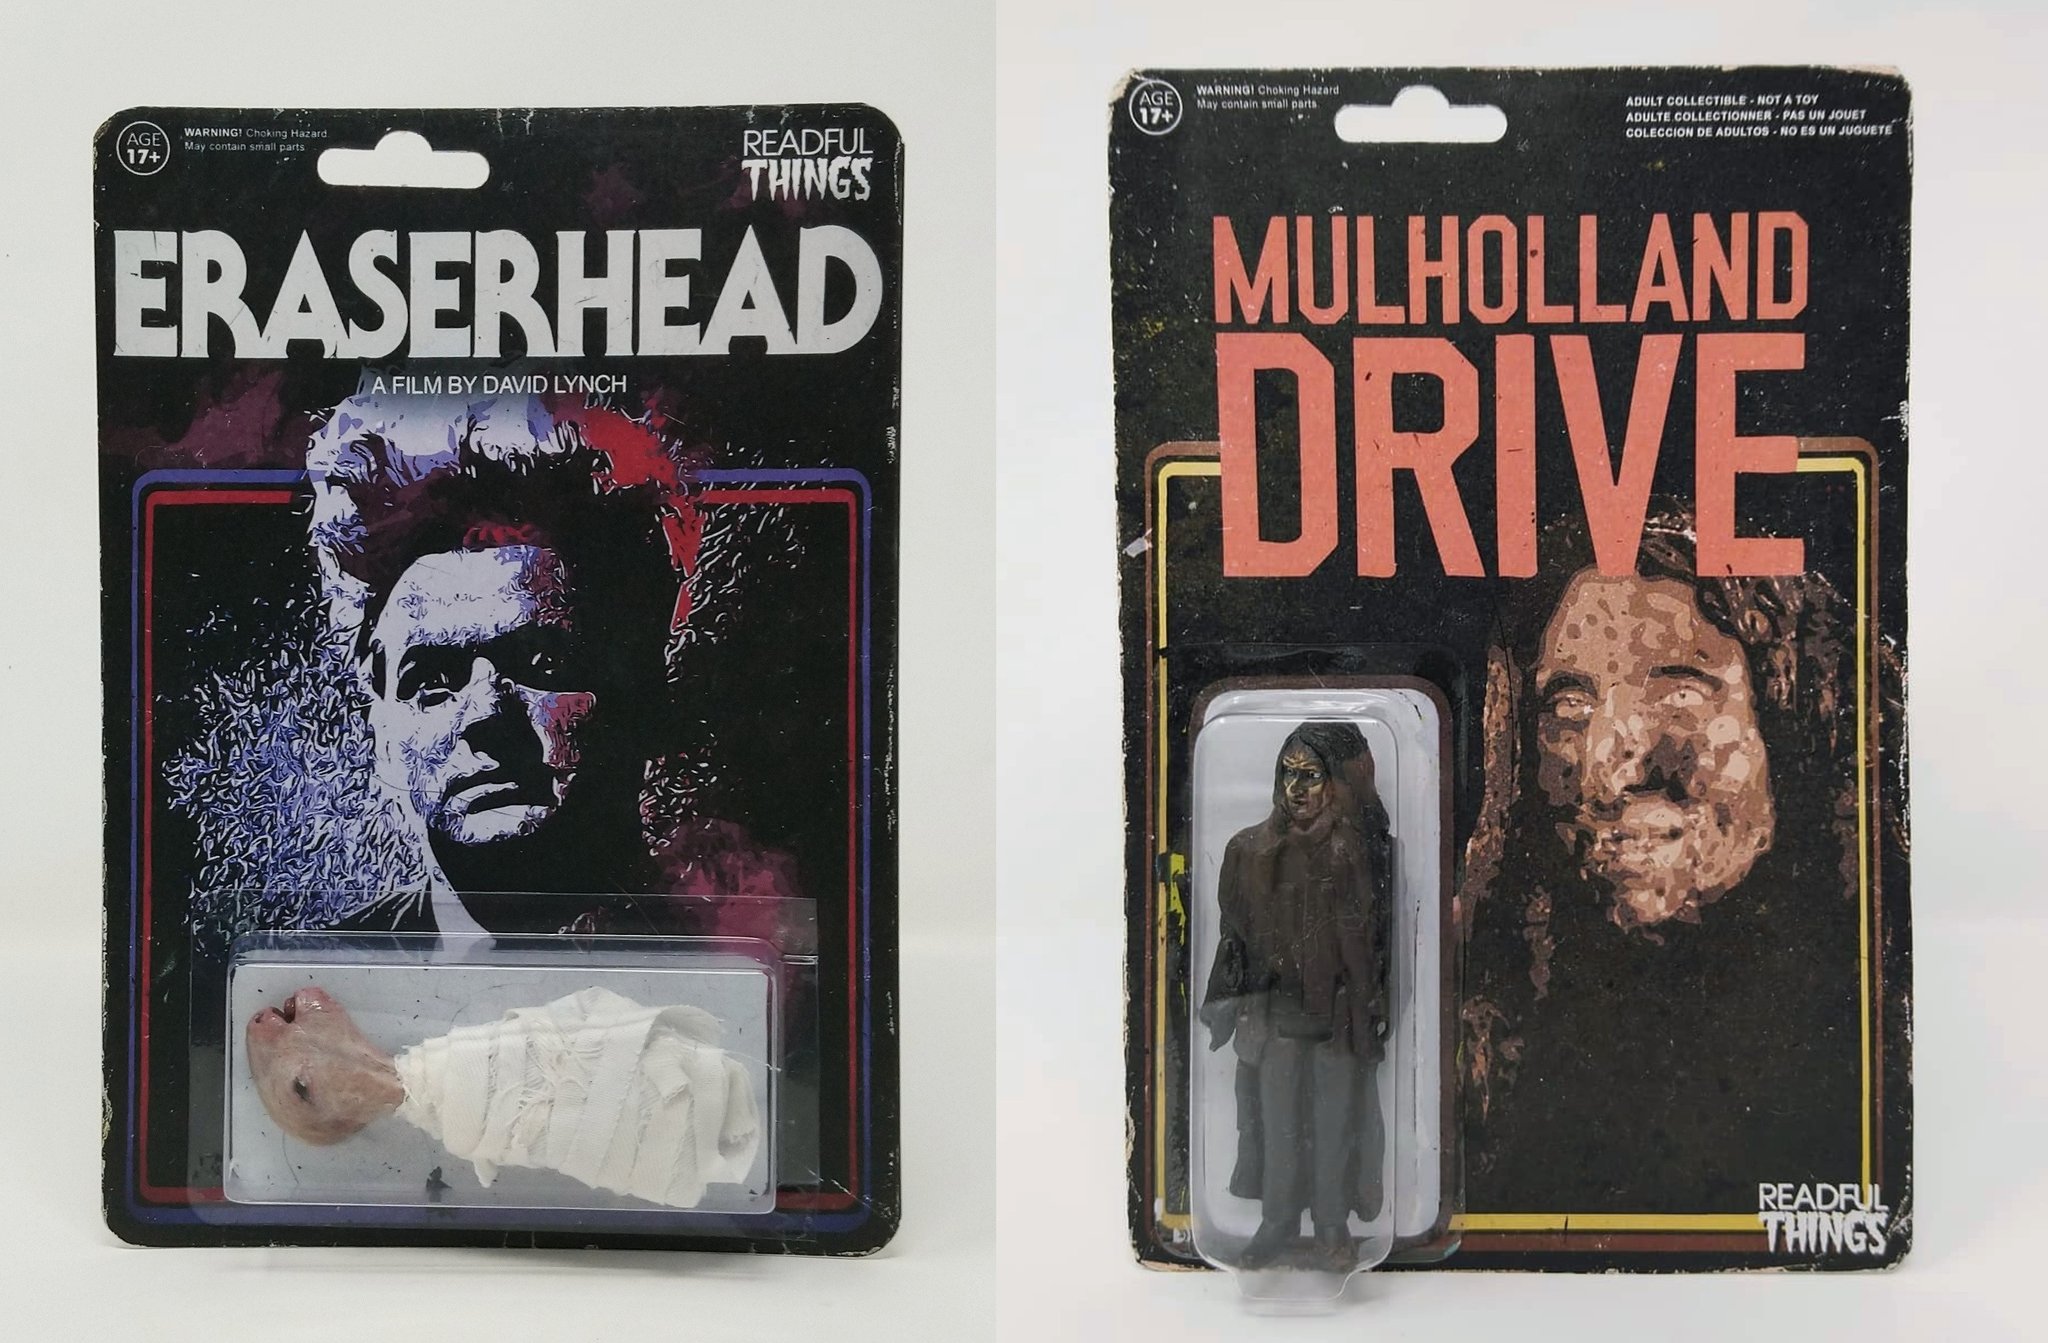 AGE
17+
WARNING! Choking Hazard
May contain small parts
READFUL
THINGS
ERASERHEAD
A FILM BY DAVID LYNCH
AGE
17+
WARNING! Choking Hazard
May contain small parts
ADULT COLLECTIBLE - NOT A TOY
ADULTE COLLECTIONNER - PAS UN JOUET
COLECCION DE ADULTOS - NO ES UN JUGUETE
MULHOLLAND
DRIVE
READFUL
THINGS